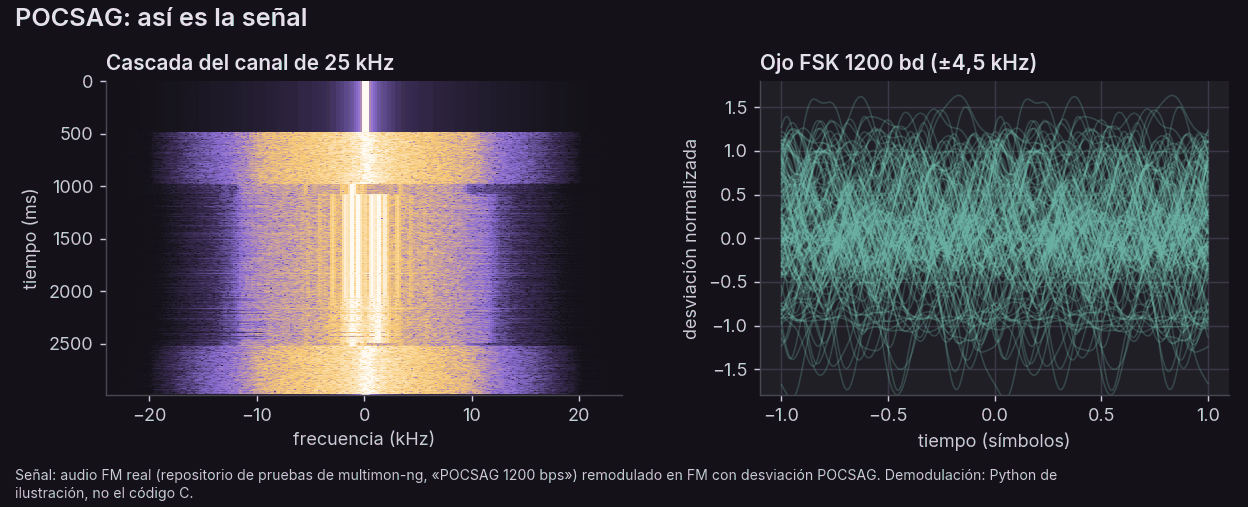 POCSAG: así es la señal
Cascada del canal de 25 kHz
0
500
1000
1500
2000
2500
tiempo (ms)
−20
−10
0
10
20
frecuencia (kHz)
Ojo FSK 1200 bd (±4,5 kHz)
1.5
1.0
0.5
0.0
−0.5
−1.0
−1.5
desviación normalizada
−1.0
−0.5
0.0
0.5
1.0
tiempo (símbolos)
Señal: audio FM real (repositorio de pruebas de multimon-ng, «POCSAG 1200 bps») remodulado en FM con desviación POCSAG. Demodulación: Python de
ilustración, no el código C.